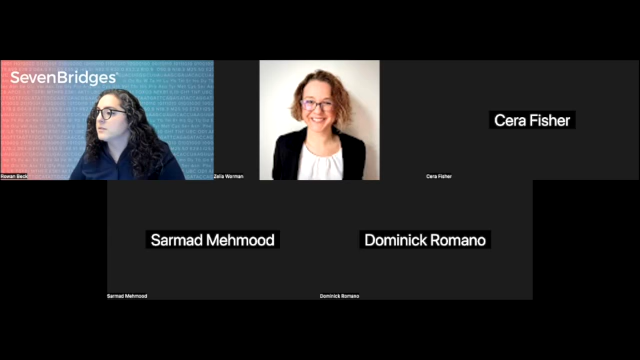 SevenBridges
Cera Fisher
Rowan Beck
Zelia Worman
Cera Fisher
Sarmad Mehmood
Dominick Romano
Sarmad Mehmood
Dominick Romano